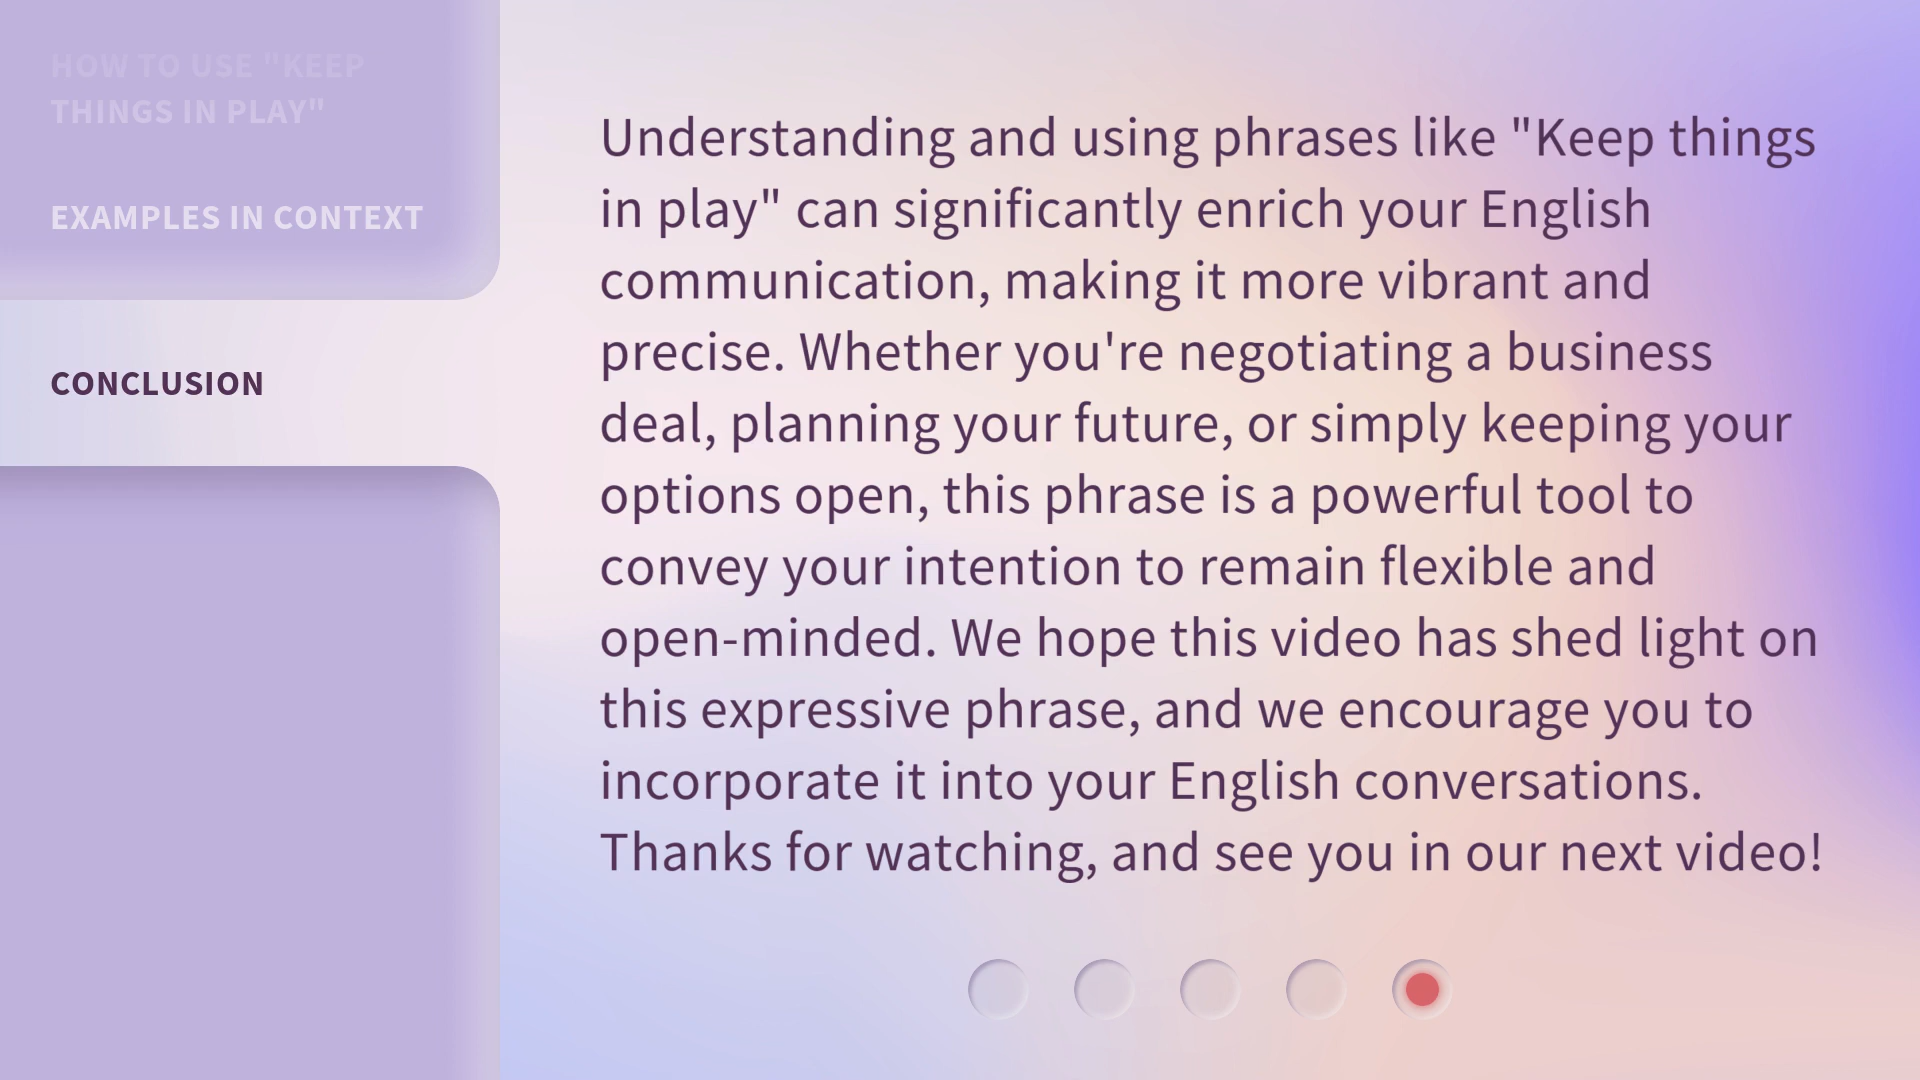 HOW TO USE "KEEP
THINGS IN PLAY"
EXAMPLES IN CONTEXT
CONCLUSION
Understanding and using phrases like "Keep things
in play" can significantly enrich your English
communication, making it more vibrant and
precise. Whether you're negotiating a business
deal, planning your future, or simply keeping your
options open, this phrase is a powerful tool to
convey your intention to remain flexible and
open-minded. We hope this video has shed light on
this expressive phrase, and we encourage you to
incorporate it into your English conversations.
Thanks for watching, and see you in our next video!